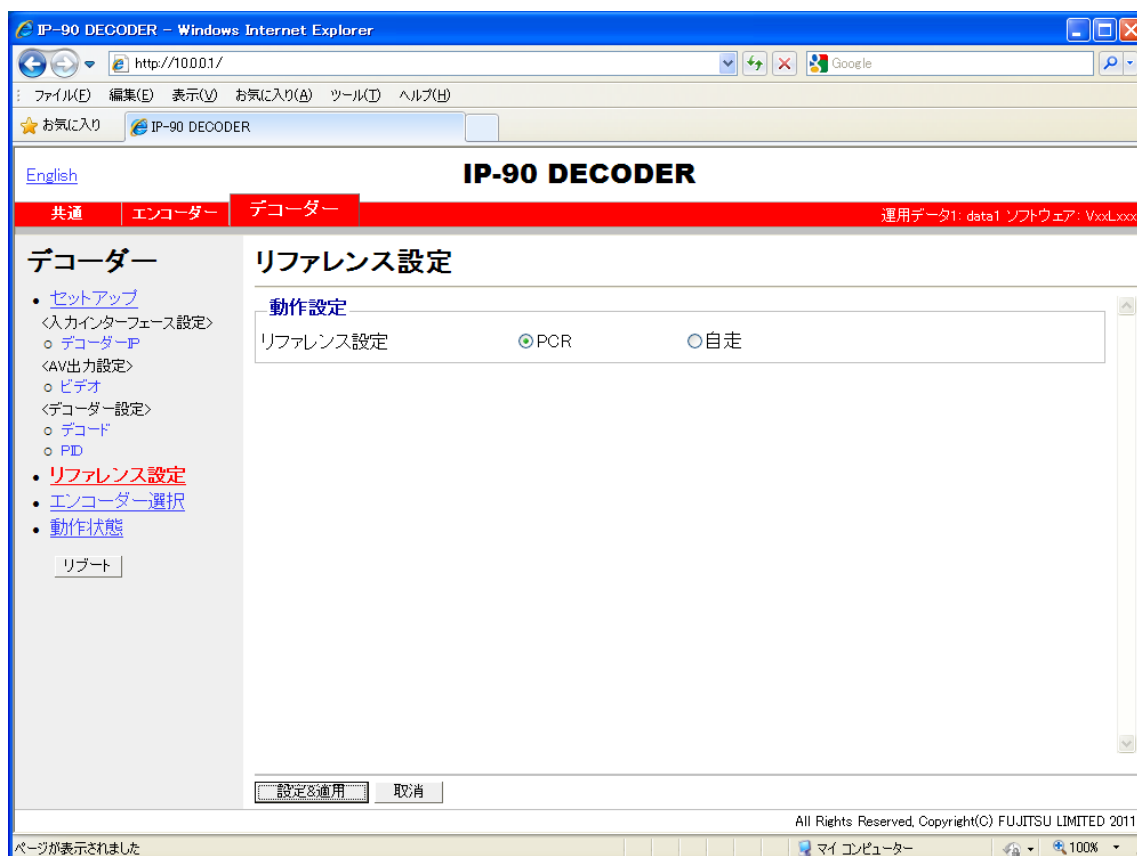 IP-90 DECODER - Windows Internet Explorer
http://10.0.0.1/
Google
ファイル(F) 編集(E) 表示(V) お気に入り(A) ツール(T) ヘルプ(H)
お気に入り IP-90 DECODER
English
IP-90 DECODER
共通 エンコーダー デコーダー
運用データ1: data1 ソフトウェア: VxxLxxx
デコーダー
• セットアップ
<入力インターフェース設定>
o デコーダーIP
<AV出力設定>
o ビデオ
<デコーダー設定>
o デコード
o PID
• リファレンス設定
• エンコーダー選択
• 動作状態
リブート
リファレンス設定
動作設定
リファレンス設定 PCR 自走
設定&適用 取消
All Rights Reserved, Copyright(C) FUJITSU LIMITED 2011
ページが表示されました マイ コンピューター 100%